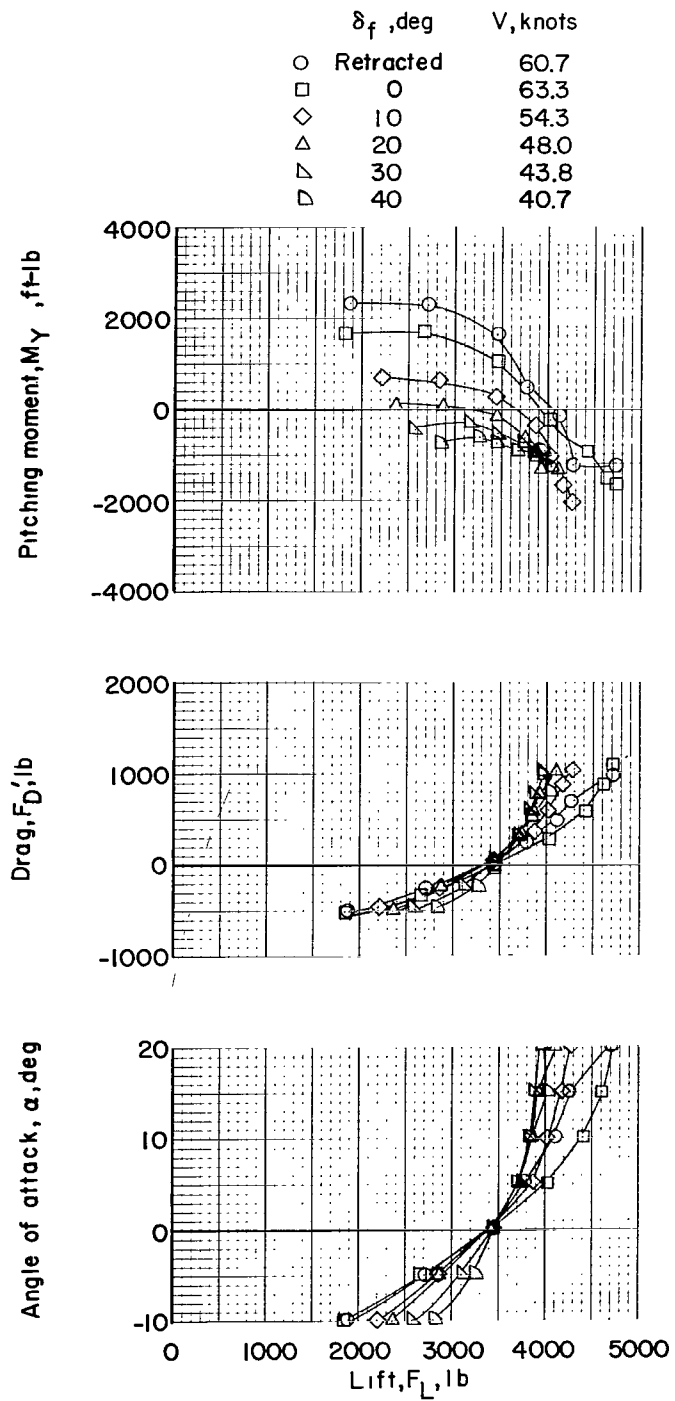 δf ,deg V,knots
Retracted 60.7
0 63.3
10 54.3
20 48.0
30 43.8
40 40.7
Pitching moment,MY ,ft-lb
4000
2000
0
-2000
-4000
Drag,FD',lb
2000
1000
0
-1000
Angle of attack, α,deg
20
10
0
-10
0 1000 2000 3000 4000 5000
Lift,FL,lb